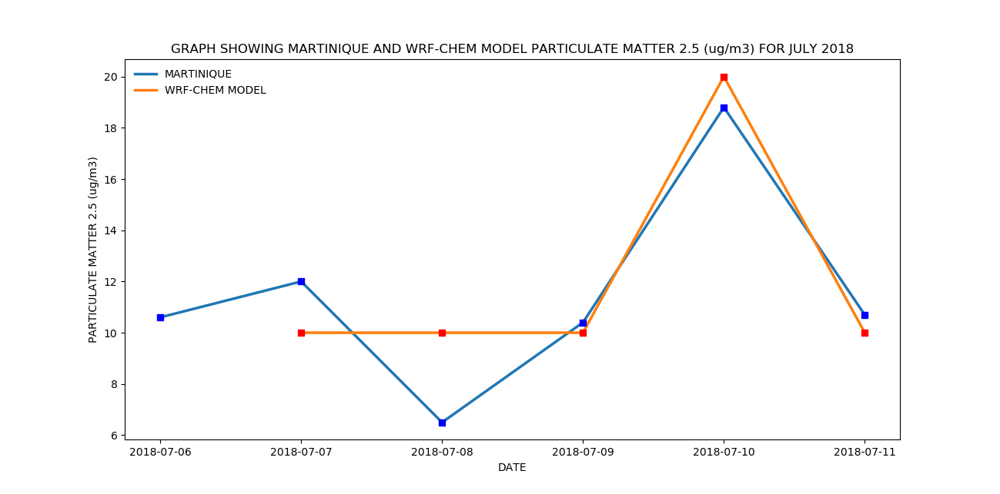 GRAPH SHOWING MARTINIQUE AND WRF-CHEM MODEL PARTICULATE MATTER 2.5 (ug/m3) FOR JULY 2018
MARTINIQUE
WRF-CHEM MODEL
PARTICULATE MATTER 2.5 (ug/m3)
20
18
16
14
12
10
8
6
2018-07-06 2018-07-07 2018-07-08 2018-07-09 2018-07-10 2018-07-11
DATE